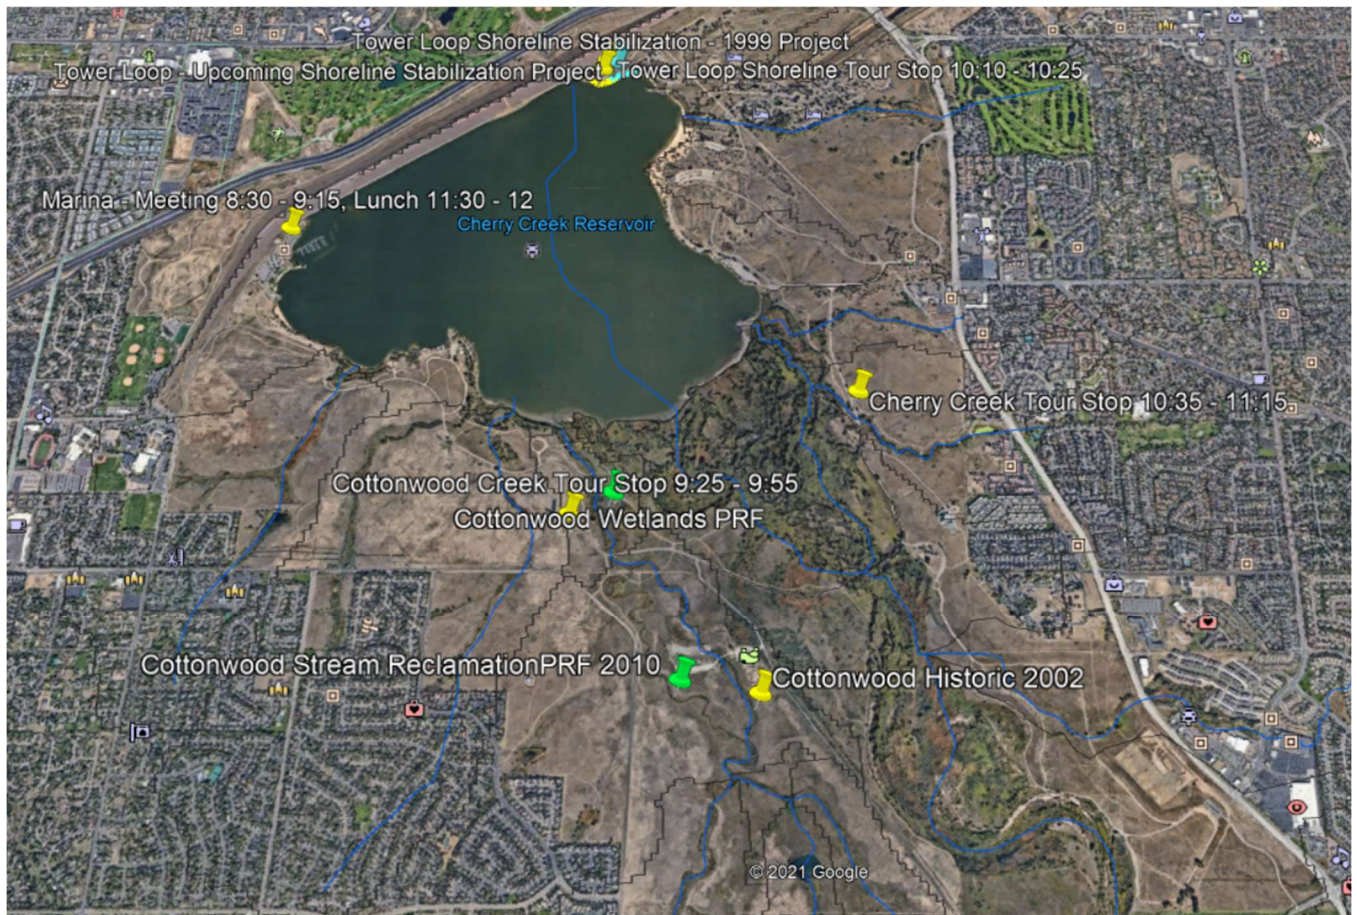 Tower Loop Shoreline Stabilization - 1999 Project
Tower Loop - Upcoming Shoreline Stabilization Project
Tower Loop Shoreline Tour Stop 10:10 - 10:25
Marina - Meeting 8:30 - 9:15, Lunch 11:30 - 12
Cherry Creek Reservoir
Cherry Creek Tour Stop 10:35 - 11:15
Cottonwood Creek Tour Stop 9:25 - 9:55
Cottonwood Wetlands PRF
Cottonwood Stream ReclamationPRF 2010
Cottonwood Historic 2002
© 2021 Google